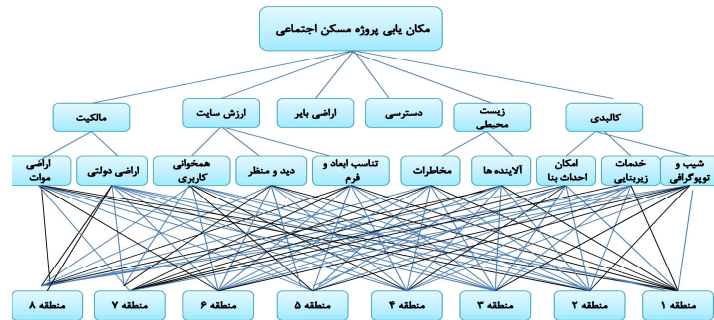 مکان یابی پروژه مسکن اجتماعی
کالبدی
زیست
محیطی
دسترسی
اراضی بایر
ارزش سایت
مالکیت
شیب و
توپوگرافی
خدمات
زیربنایی
امکان
احداث بنا
آلاینده ها
مخاطرات
تناسب ابعاد و
فرم
دید و منظر
همخوانی
کاربری
اراضی دولتی
اراضی
موات
منطقه ۱
منطقه ۲
منطقه ۳
منطقه ۴
منطقه ۵
منطقه ۶
منطقه ۷
منطقه ۸